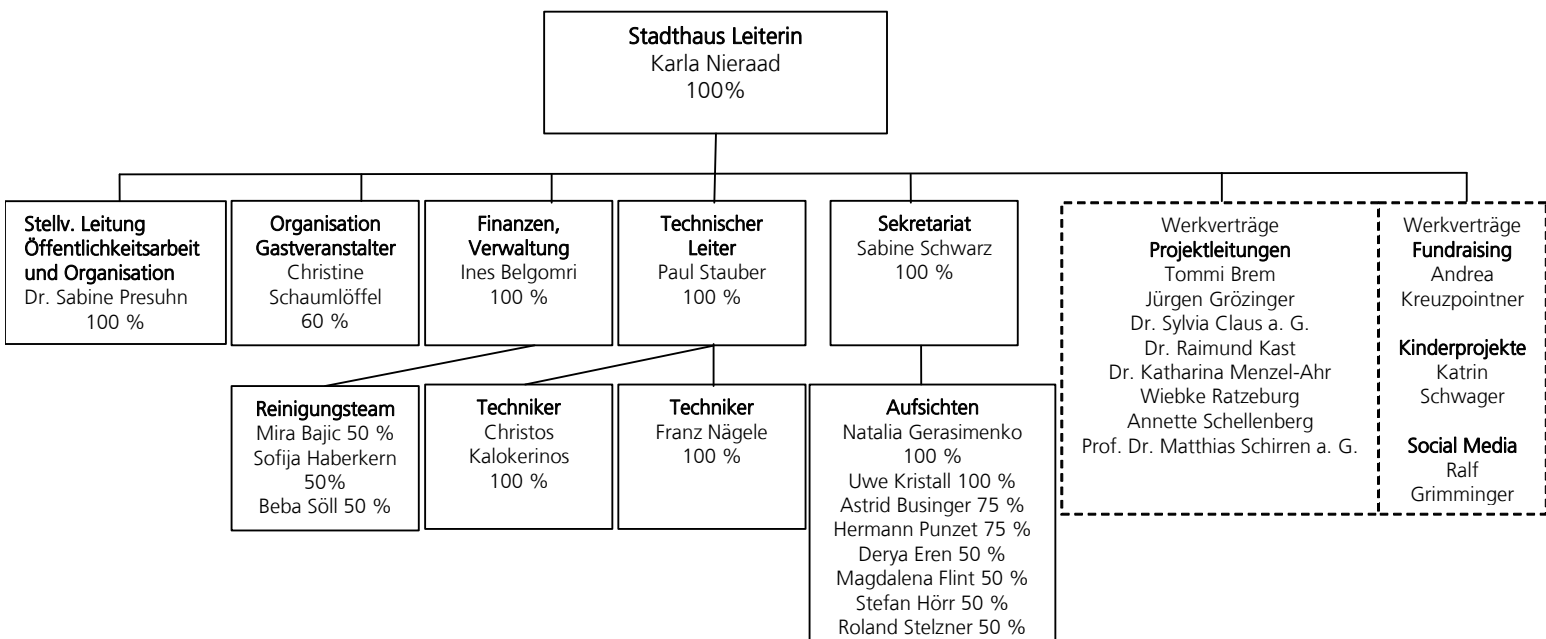 Stadthaus Leiterin
Karla Nieraad
100%
Stellv. Leitung
Öffentlichkeitsarbeit
und Organisation
Dr. Sabine Presuhn
100 %
Organisation
Gastveranstalter
Christine
Schaumlöffel
60 %
Finanzen,
Verwaltung
Ines Belgomri
100 %
Technischer
Leiter
Paul Stauber
100 %
Sekretariat
Sabine Schwarz
100 %
Werkverträge
Projektleitungen
Tommi Brem
Jürgen Grözinger
Dr. Sylvia Claus a. G.
Dr. Raimund Kast
Dr. Katharina Menzel-Ahr
Wiebke Ratzeburg
Annette Schellenberg
Prof. Dr. Matthias Schirren a. G.
Werkverträge
Fundraising
Andrea
Kreuzpointner
Kinderprojekte
Katrin
Schwager
Social Media
Ralf
Grimminger
Reinigungsteam
Mira Bajic 50 %
Sofija Haberkern
50%
Beba Söll 50 %
Techniker
Christos
Kalokerinos
100 %
Techniker
Franz Nägele
100 %
Aufsichten
Natalia Gerasimenko
100 %
Uwe Kristall 100 %
Astrid Businger 75 %
Hermann Punzet 75 %
Derya Eren 50 %
Magdalena Flint 50 %
Stefan Hörr 50 %
Roland Stelzner 50 %